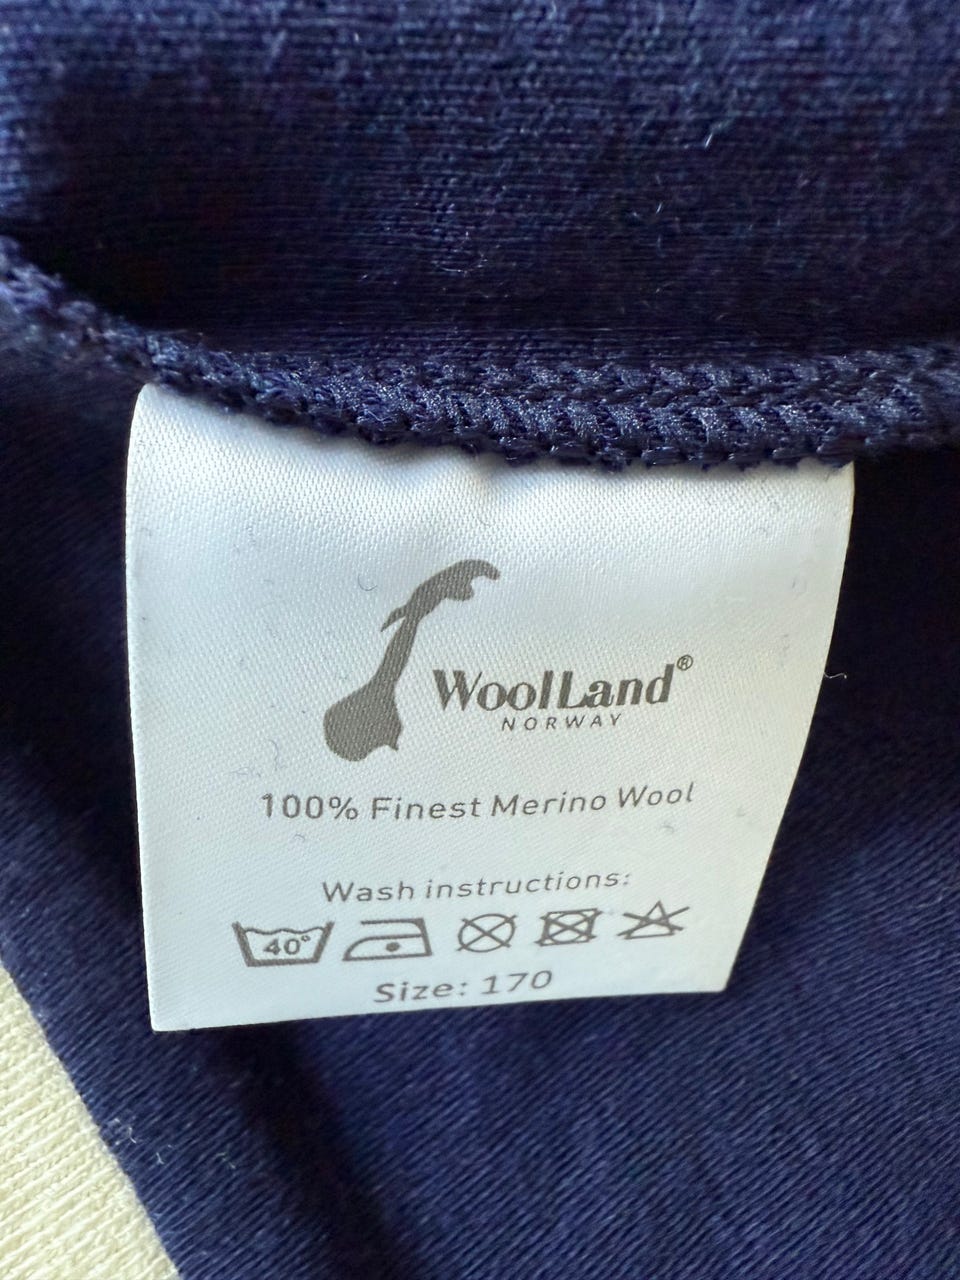 WoolLand®
NORWAY
100% Finest Merino Wool
Wash instructions:
40°
Size: 170